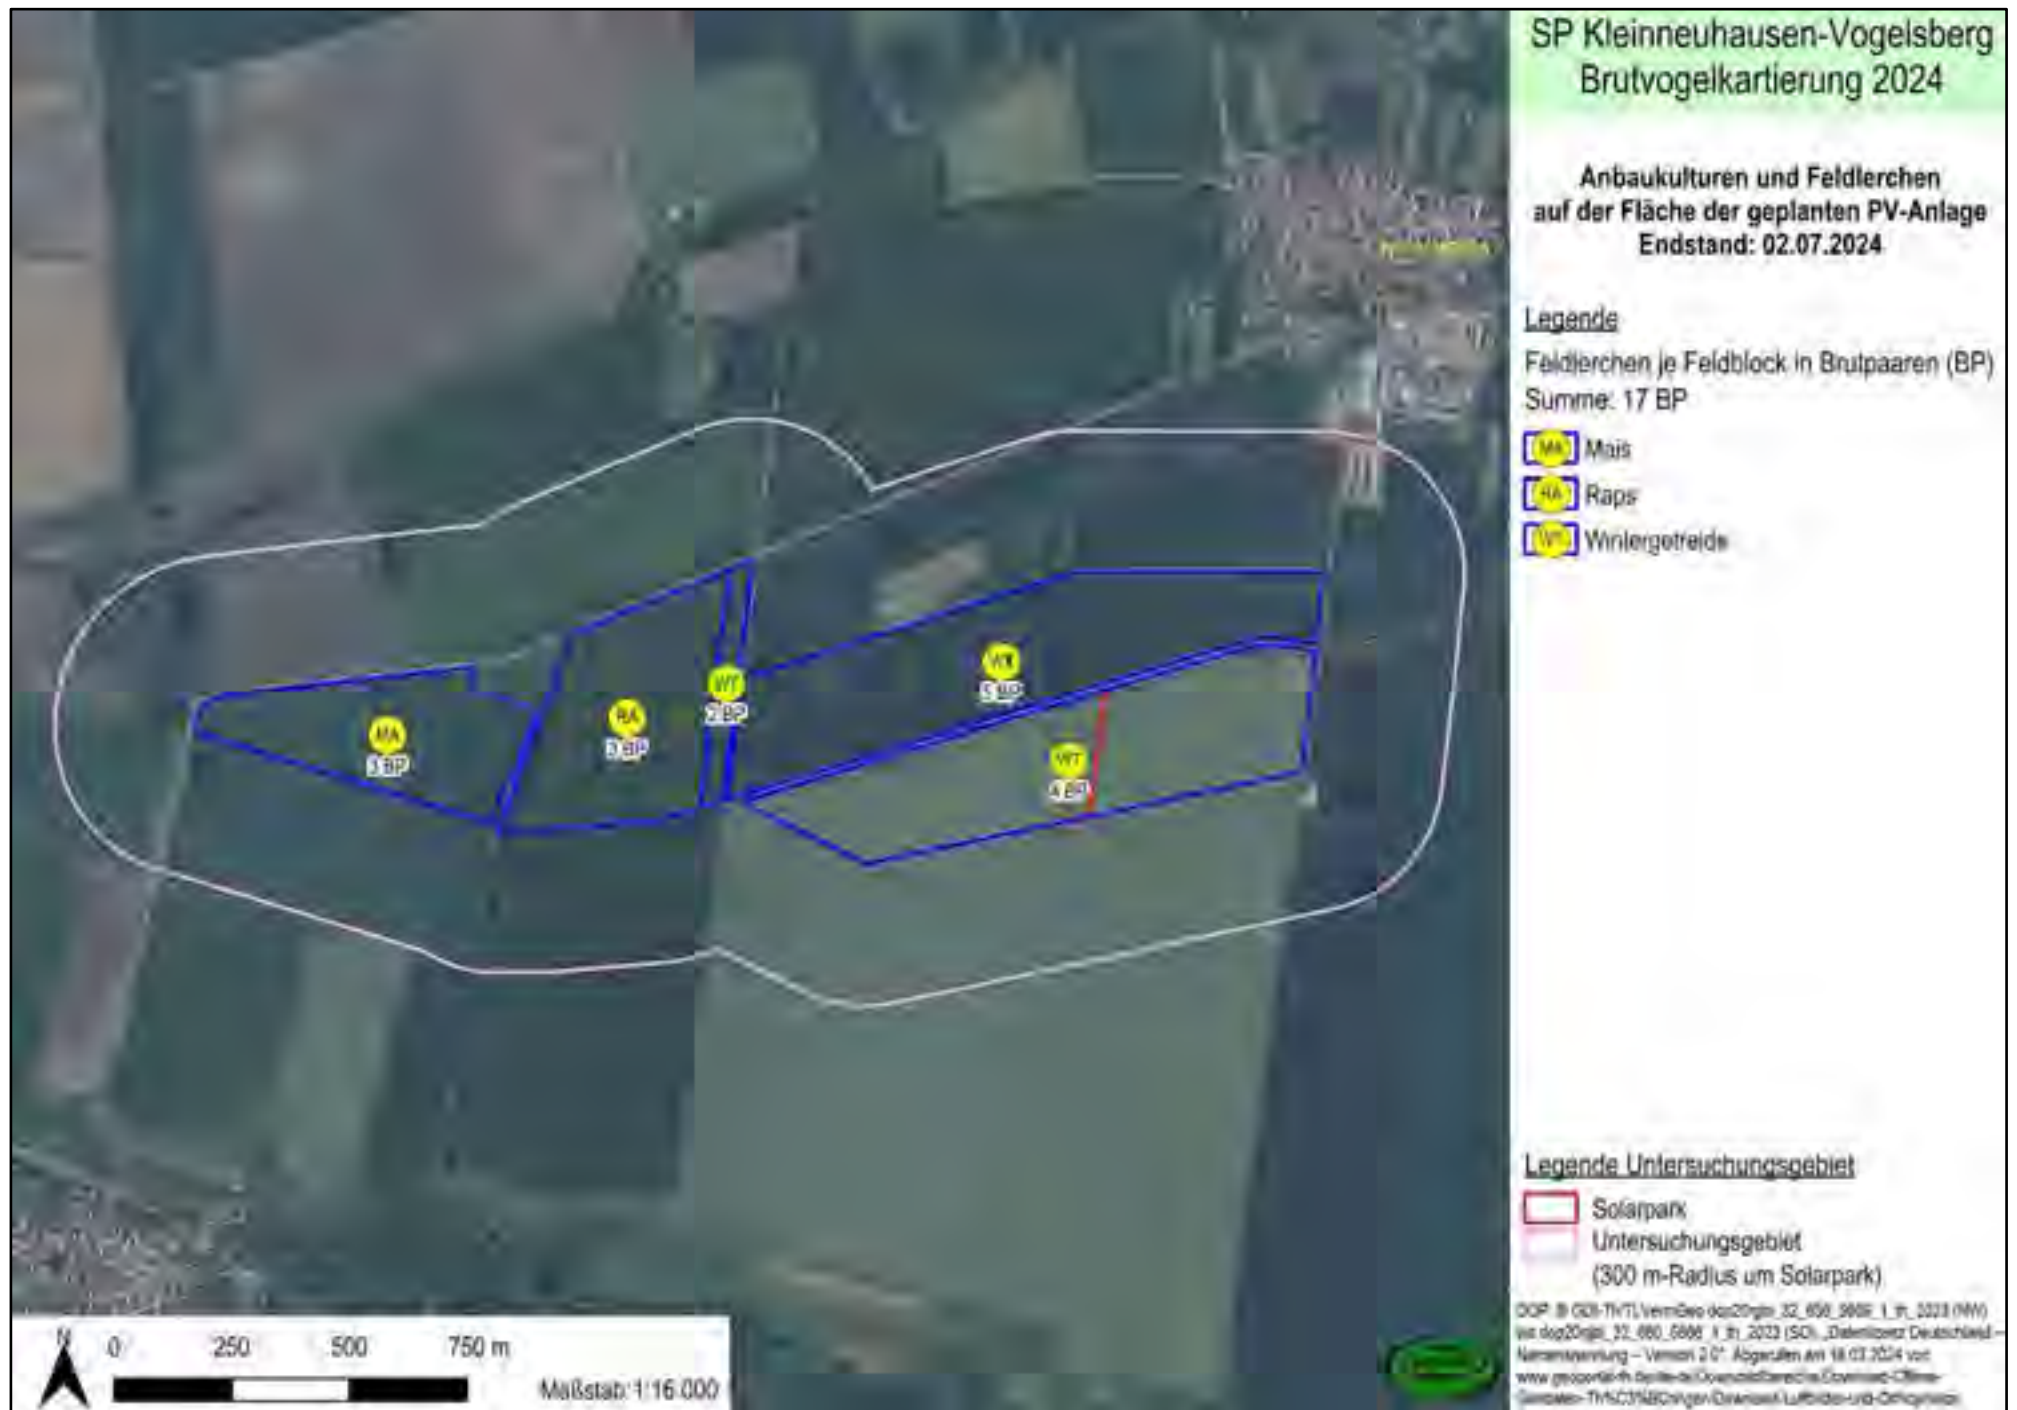 SP Kleinneuhausen-Vogelsberg
Brutvogelkartierung 2024
Anbaukulturen und Feldlerchen
auf der Fläche der geplanten PV-Anlage
Endstand: 02.07.2024
Legende
Feldlerchen je Feldblock in Brutpaaren (BP)
Summe: 17 BP
MA Mais
RA Raps
WT Wintergetreide
WT
5 BP
WT
2 BP
RA
3 BP
MA
3 BP
WT
4 BP
Legende Untersuchungsgebiet
Solarpark
Untersuchungsgebiet
(300 m-Radius um Solarpark)
N
0 250 500 750 m
Maßstab: 1:16 000